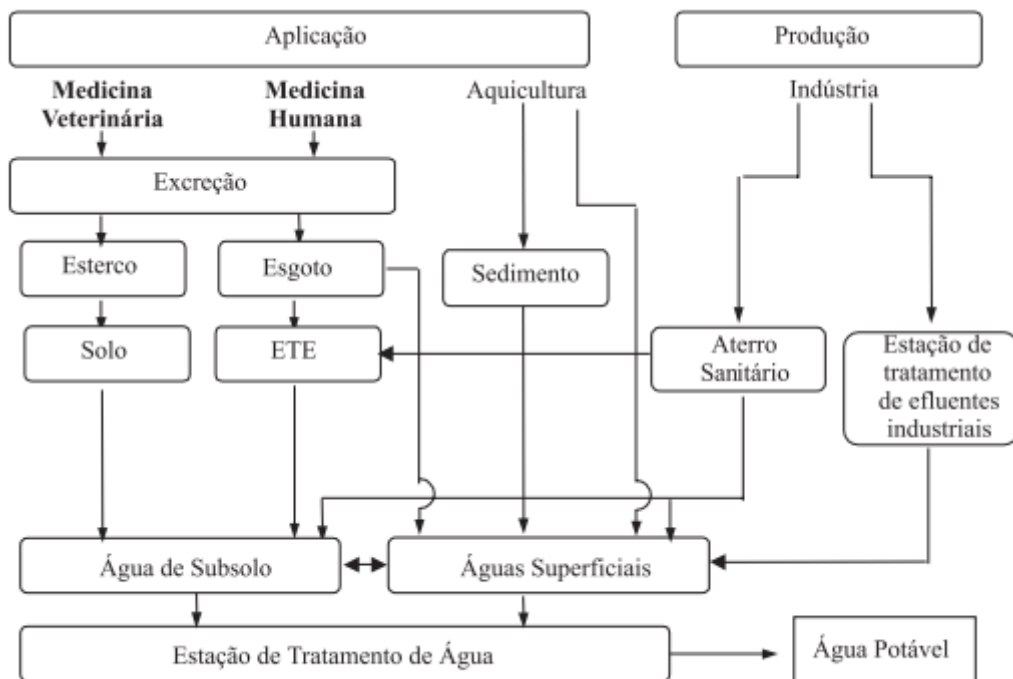 Aplicação
Produção
Medicina
Veterinária
Medicina
Humana
Aquicultura
Indústria
Excreção
Esterco
Esgoto
Sedimento
Solo
ETE
Aterro
Sanitário
Estação de
tratamento
de efluentes
industriais
Água de Subsolo
Águas Superficiais
Estação de Tratamento de Água
Água Potável